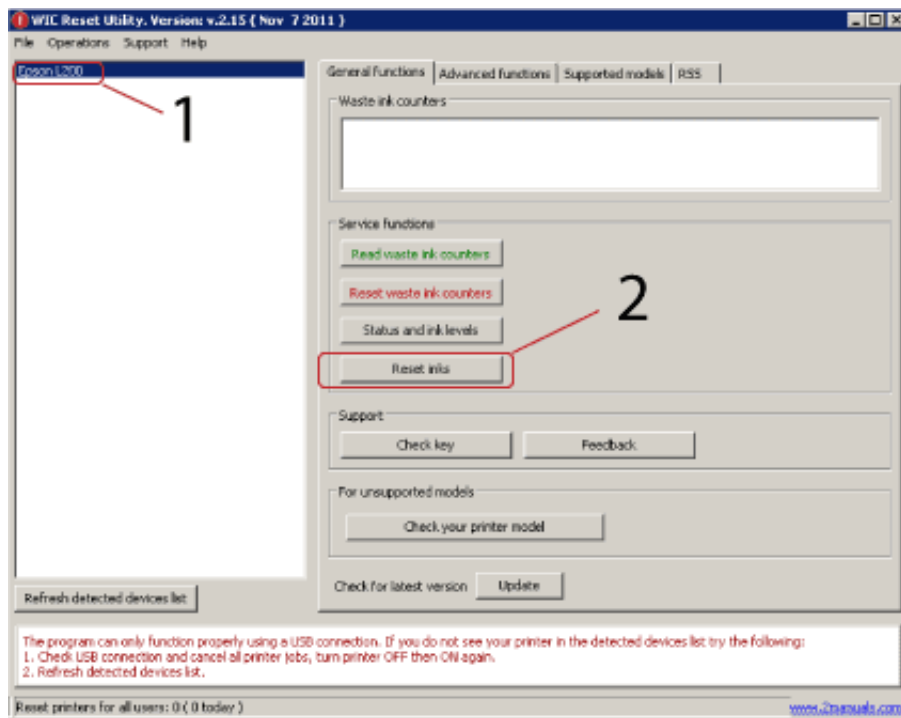 WIC Reset Utility. Version: v.2.15 { Nov 7 2011 }
File Operations Support Help
Epson L200
1
General functions Advanced functions Supported models RSS
Waste ink counters
Service functions
Read waste ink counters
Reset waste ink counters
2
Status and ink levels
Reset inks
Support
Check key Feedback
For unsupported models
Check your printer model
Check for latest version Update
Refresh detected devices list
The program can only function properly using a USB connection. If you do not see your printer in the detected devices list try the following:
1. Check USB connection and cancel all printer jobs, turn printer OFF then ON again.
2. Refresh detected devices list.
Reset printers for all users: 0 ( 0 today )
www.2manuals.com